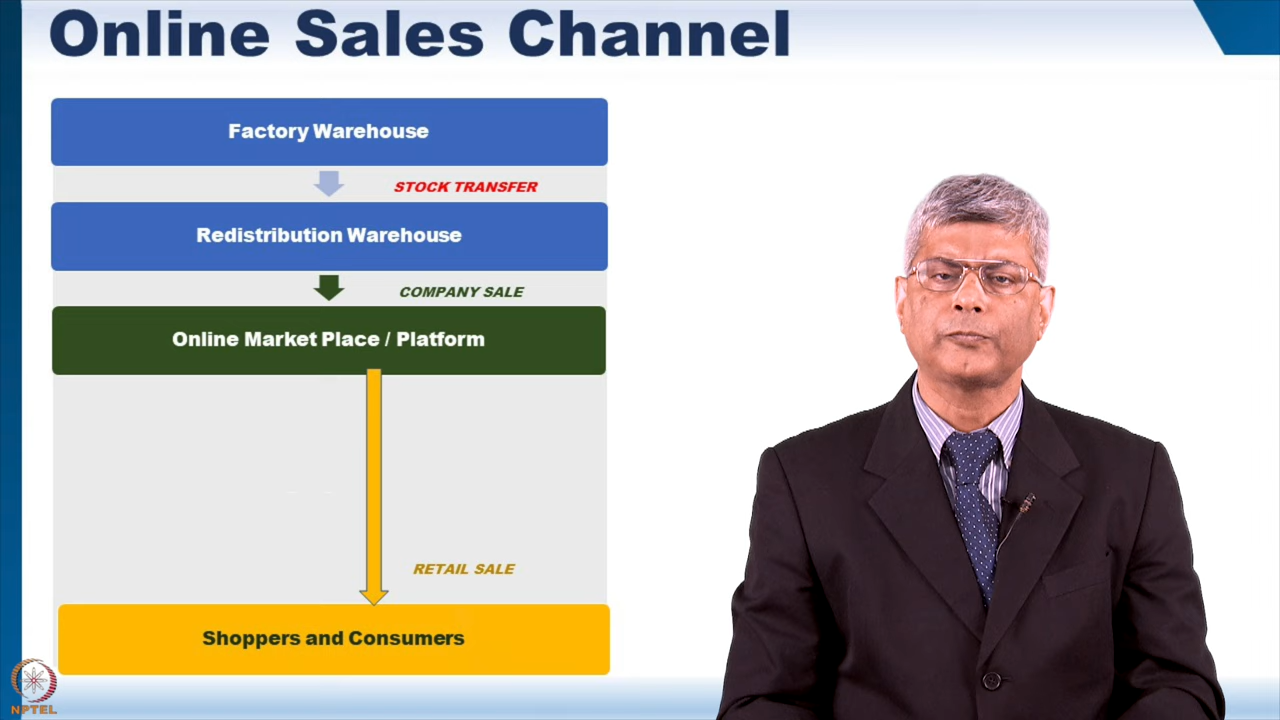 Online Sales Channel
Factory Warehouse
STOCK TRANSFER
Redistribution Warehouse
COMPANY SALE
Online Market Place / Platform
RETAIL SALE
Shoppers and Consumers
NPTEL